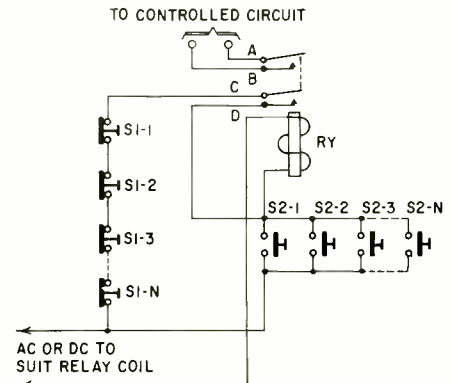 TO CONTROLLED CIRCUIT
A
B
C
D
RY
S1-1
S1-2
S1-3
S1-N
S2-1 S2-2 S2-3 S2-N
AC OR DC TO
SUIT RELAY COIL